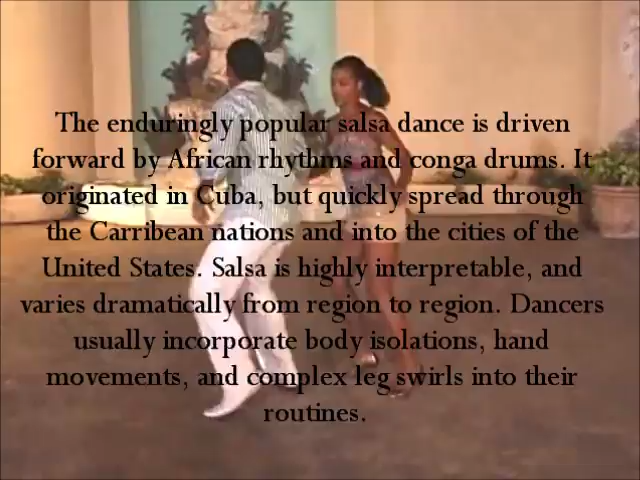 The enduringly popular salsa dance is driven
forward by African rhythms and conga drums. It
originated in Cuba, but quickly spread through
the Carribean nations and into the cities of the
United States. Salsa is highly interpretable, and
varies dramatically from region to region. Dancers
usually incorporate body isolations, hand
movements, and complex leg swirls into their
routines.